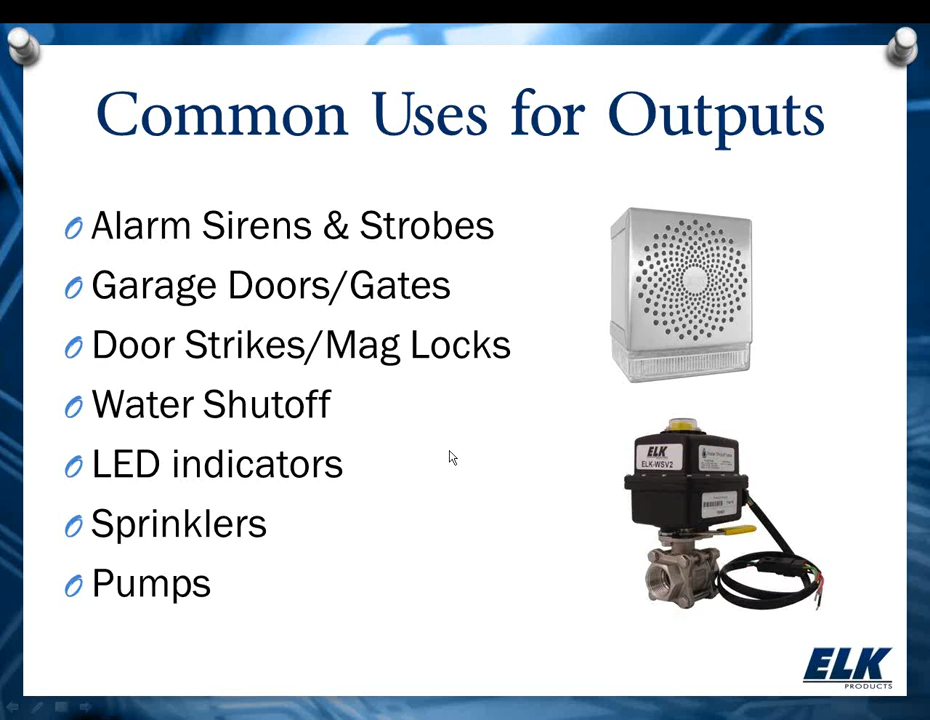 Common Uses for Outputs
Alarm Sirens & Strobes
Garage Doors/Gates
Door Strikes/Mag Locks
Water Shutoff
LED indicators
Sprinklers
Pumps
ELK
ELK-WSV2
ELK
PRODUCTS